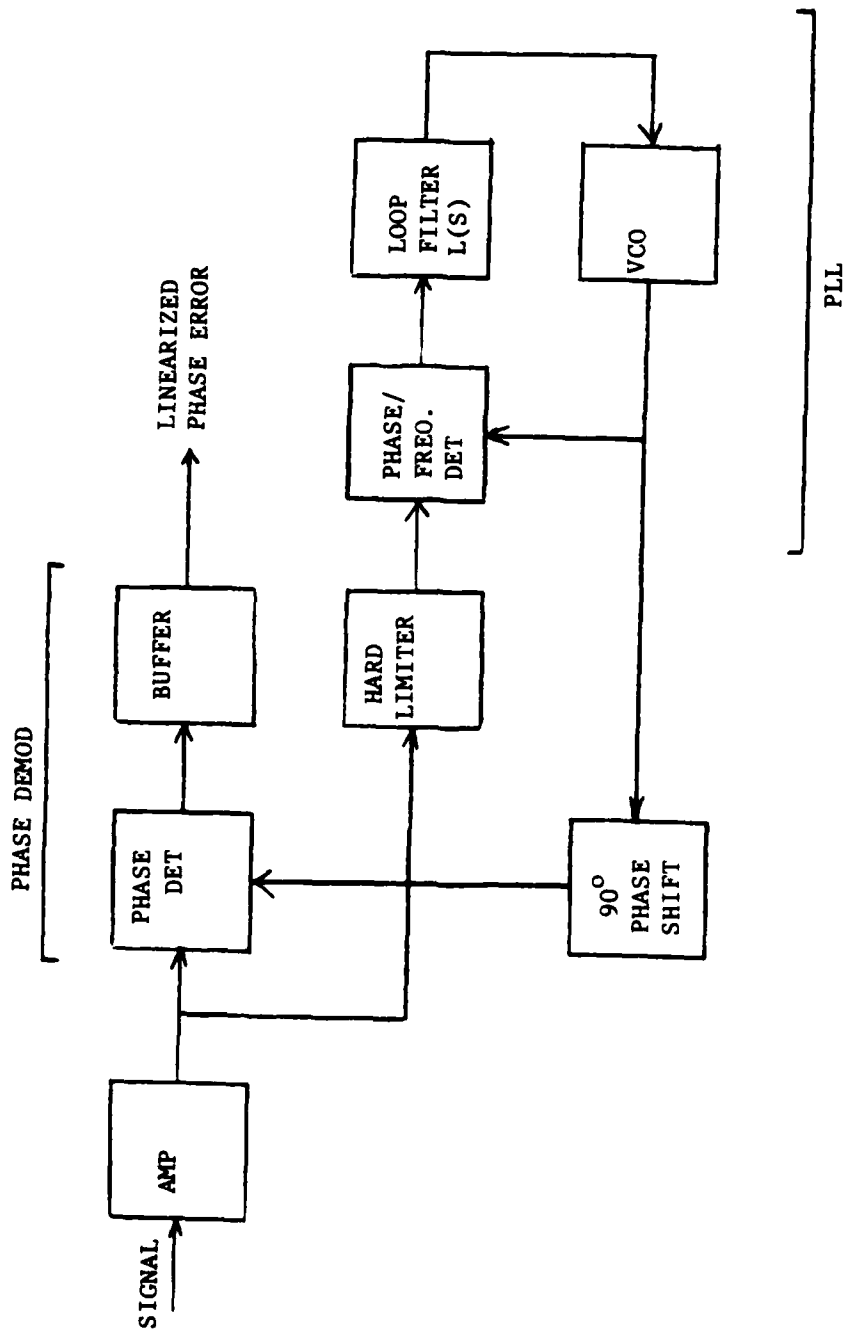 PHASE DEMOD
SIGNAL
AMP
PHASE
DET
BUFFER
LINEARIZED
PHASE ERROR
HARD
LIMITER
PHASE/
FREO.
DET
LOOP
FILTER
L(S)
90°
PHASE
SHIFT
VCO
PLL